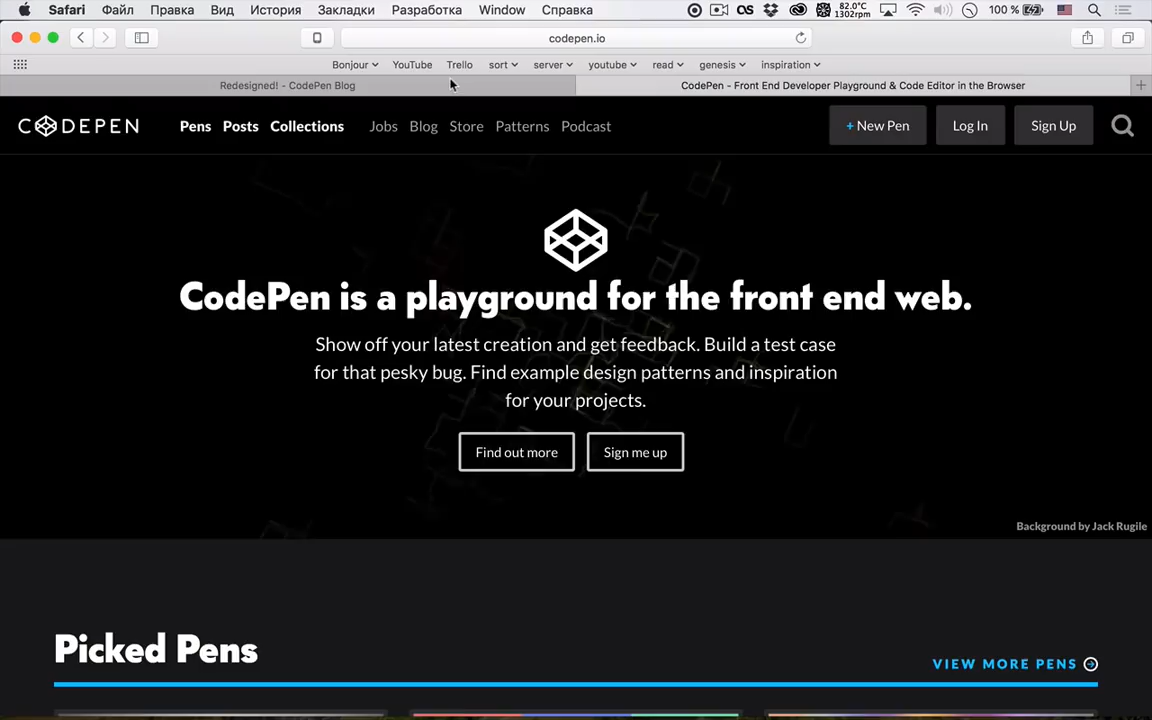 Safari Файл Правка Вид История Закладки Разработка Window Справка 82.0°C 1302rpm 100 %
codepen.io
Bonjour YouTube Trello sort server youtube read genesis inspiration
Redesigned! - CodePen Blog CodePen - Front End Developer Playground & Code Editor in the Browser
CODEPEN Pens Posts Collections Jobs Blog Store Patterns Podcast + New Pen Log In Sign Up
CodePen is a playground for the front end web.
Show off your latest creation and get feedback. Build a test case
for that pesky bug. Find example design patterns and inspiration
for your projects.
Find out more Sign me up
Background by Jack Rugile
Picked Pens
VIEW MORE PENS